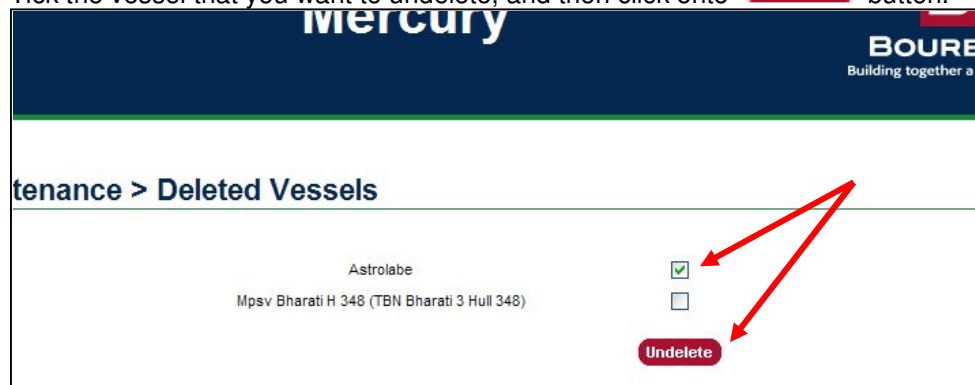 Tick the vessel that you want to undelete, and then click onto button.
Mercury
BOURB
Building together a
tenance > Deleted Vessels
Astrolabe
Mpsv Bharati H 348 (TBN Bharati 3 Hull 348)
Undelete